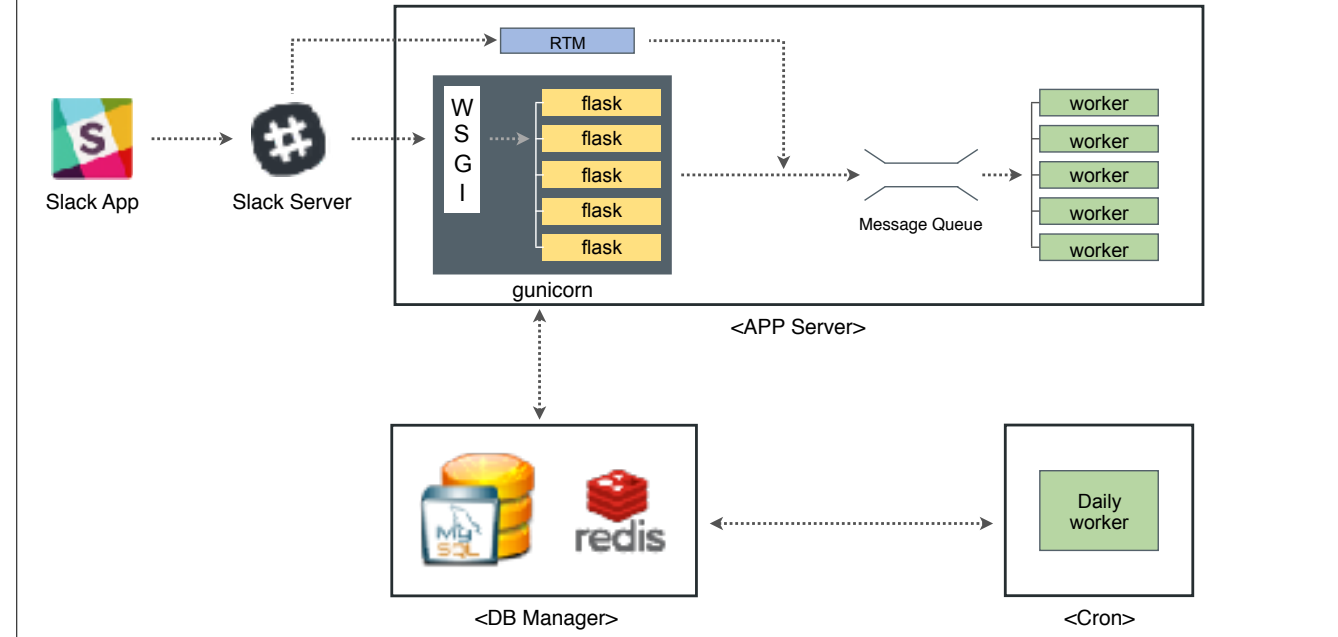 RTM
W
S
G
I
flask
flask
flask
flask
flask
worker
worker
worker
worker
worker
S
Slack App
Slack Server
Message Queue
gunicorn
<APP Server>
My
SQL
redis
Daily
worker
<DB Manager>
<Cron>